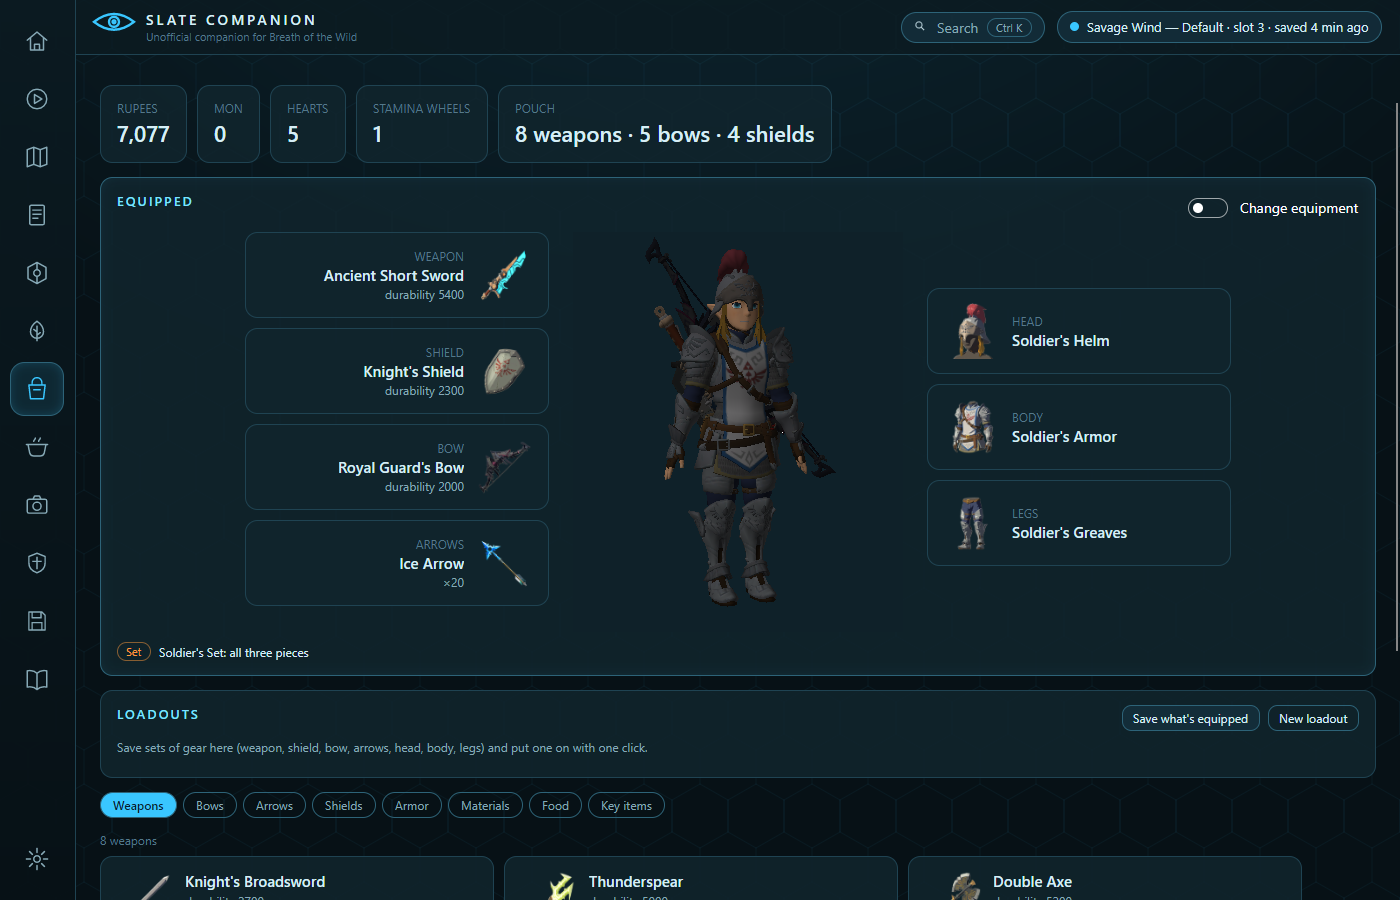 SLATE COMPANION
Unofficial companion for Breath of the Wild
Search Ctrl K
Savage Wind — Default · slot 3 · saved 4 min ago
RUPEES
7,077
MON
0
HEARTS
5
STAMINA WHEELS
1
POUCH
8 weapons · 5 bows · 4 shields
EQUIPPED
Change equipment
WEAPON
Ancient Short Sword
durability 5400
SHIELD
Knight's Shield
durability 2300
BOW
Royal Guard's Bow
durability 2000
ARROWS
Ice Arrow
×20
HEAD
Soldier's Helm
BODY
Soldier's Armor
LEGS
Soldier's Greaves
Set Soldier's Set: all three pieces
LOADOUTS
Save what's equipped
New loadout
Save sets of gear here (weapon, shield, bow, arrows, head, body, legs) and put one on with one click.
Weapons Bows Arrows Shields Armor Materials Food Key items
8 weapons
Knight's Broadsword
Thunderspear
Double Axe